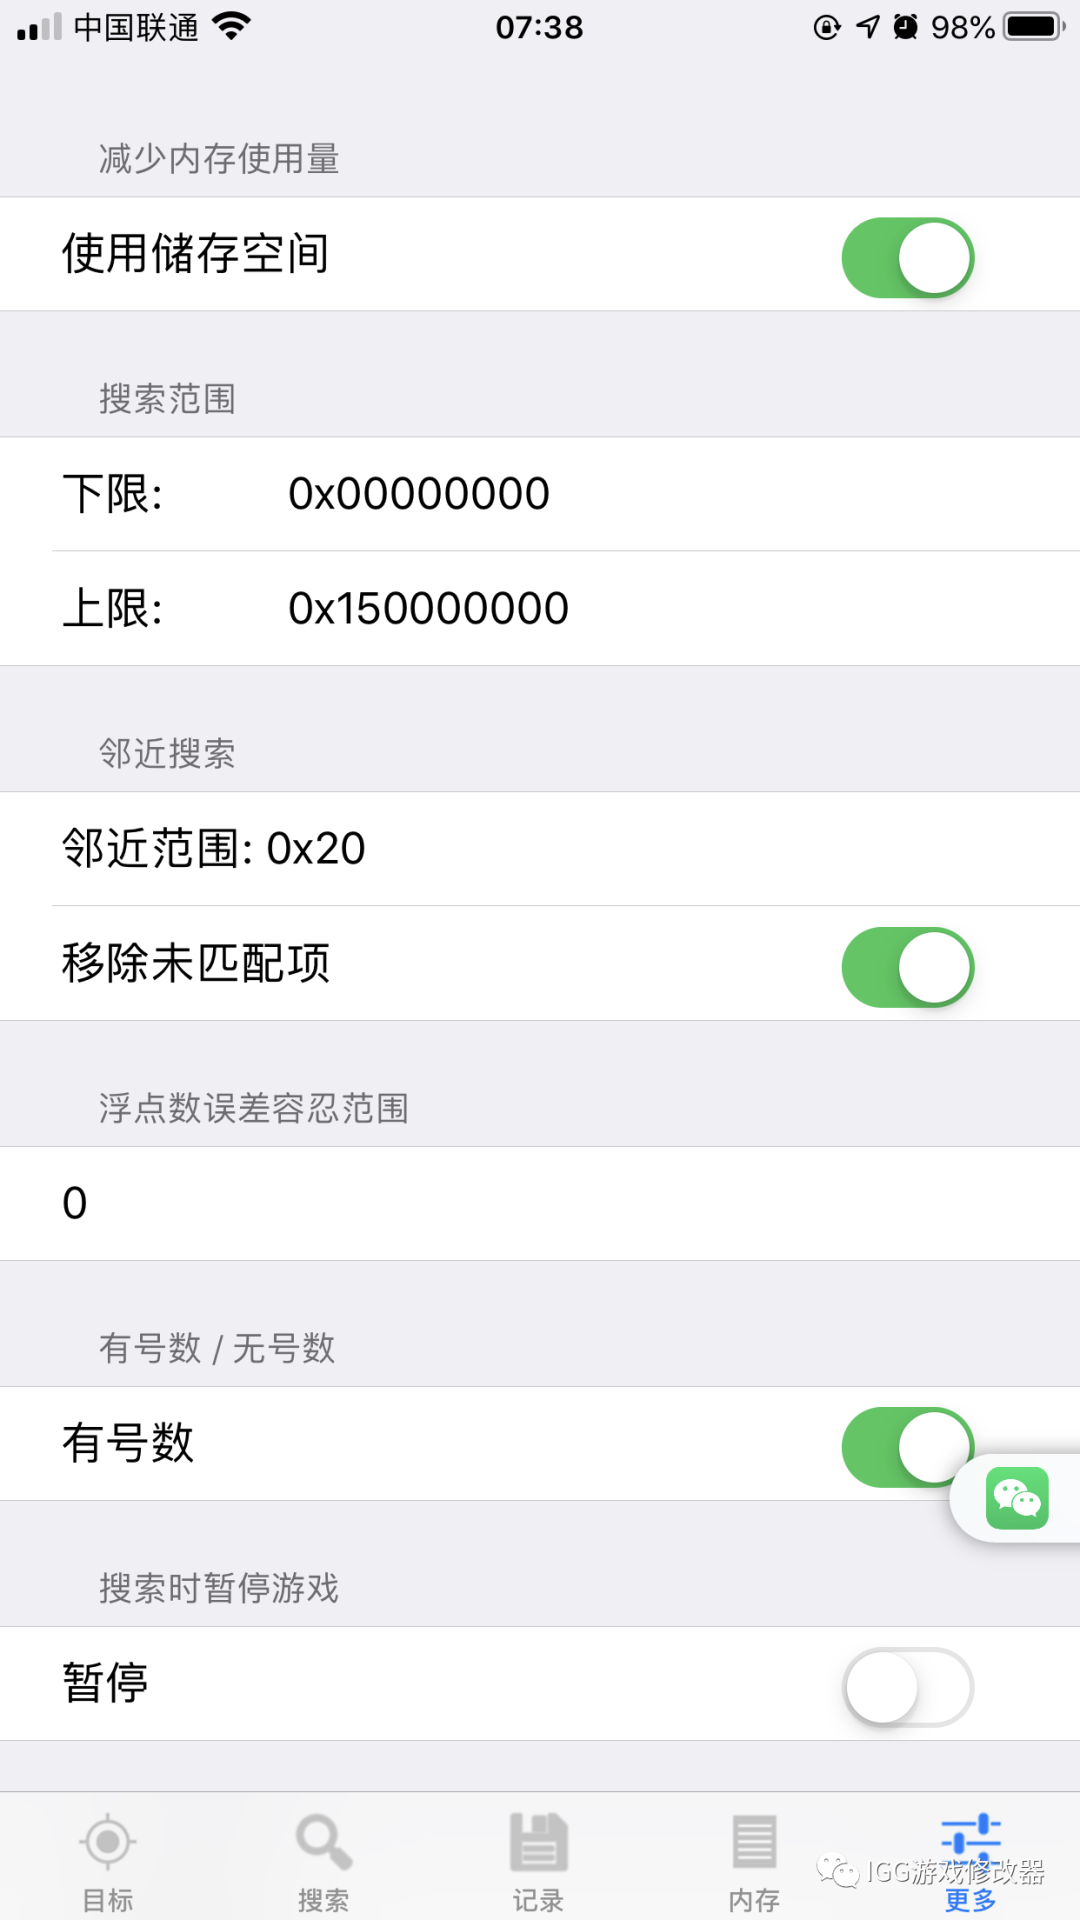 中国联通 07:38 98%
减少内存使用量
使用储存空间
搜索范围
下限: 0x00000000
上限: 0x150000000
邻近搜索
邻近范围: 0x20
移除未匹配项
浮点数误差容忍范围
0
有号数 / 无号数
有号数
搜索时暂停游戏
暂停
IGG游戏修改器
目标 搜索 记录 内存 更多